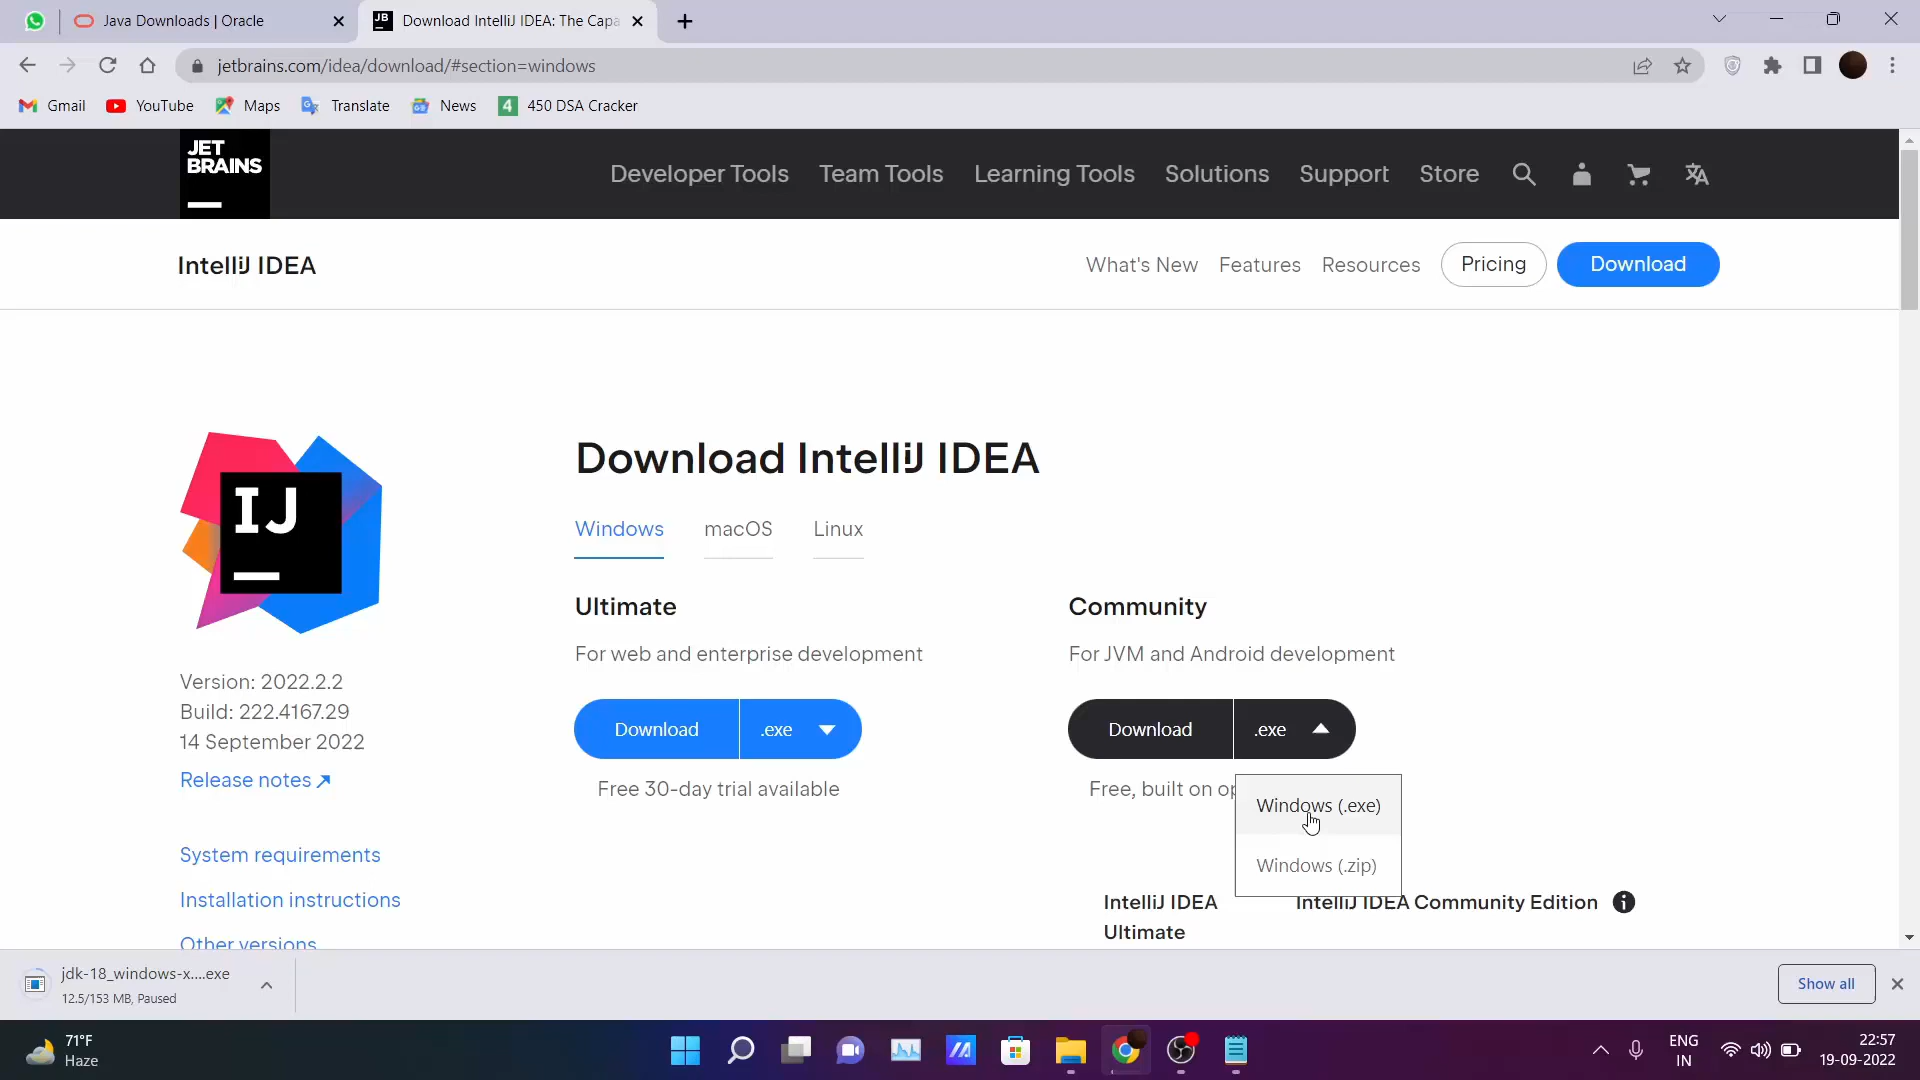 Java Downloads | Oracle
JB
Download IntelliJ IDEA: The Capa
jetbrains.com/idea/download/#section=windows
Gmail
YouTube
Maps
Translate
News
4
450 DSA Cracker
JET
BRAINS
Developer Tools
Team Tools
Learning Tools
Solutions
Support
Store
IntelliJ IDEA
What's New
Features
Resources
Pricing
Download
IJ
Download IntelliJ IDEA
Windows
macOS
Linux
Ultimate
Community
For web and enterprise development
For JVM and Android development
Version: 2022.2.2
Build: 222.4167.29
14 September 2022
Release notes ↗
Download
.exe
Download
.exe
Free 30-day trial available
Free, built on op
Windows (.exe)
Windows (.zip)
System requirements
Installation instructions
Other versions
IntelliJ IDEA
Ultimate
IntelliJ IDEA Community Edition
jdk-18_windows-x....exe
12.5/153 MB, Paused
Show all
71°F
Haze
ENG
IN
22:57
19-09-2022